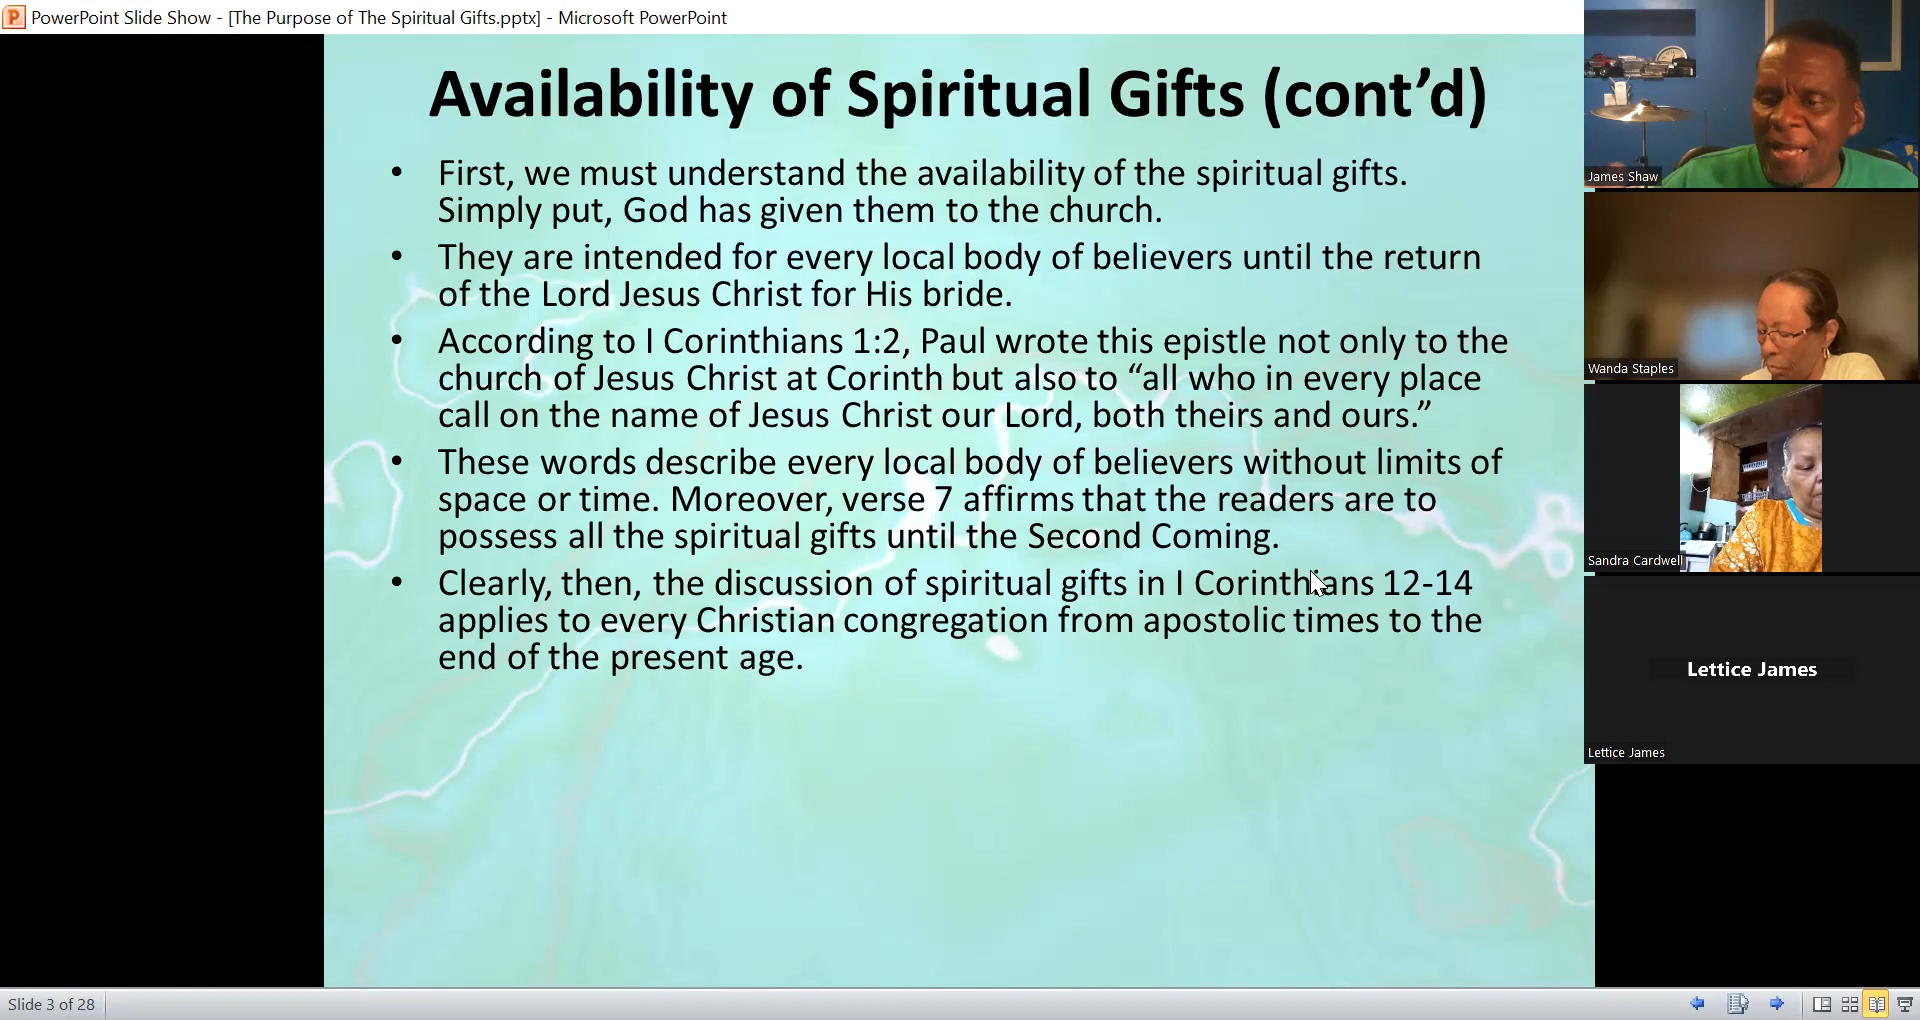 PowerPoint Slide Show - [The Purpose of The Spiritual Gifts.pptx] - Microsoft PowerPoint
Availability of Spiritual Gifts (cont’d)
• First, we must understand the availability of the spiritual gifts.
Simply put, God has given them to the church.
• They are intended for every local body of believers until the return
of the Lord Jesus Christ for His bride.
• According to I Corinthians 1:2, Paul wrote this epistle not only to the
church of Jesus Christ at Corinth but also to “all who in every place
call on the name of Jesus Christ our Lord, both theirs and ours.”
• These words describe every local body of believers without limits of
space or time. Moreover, verse 7 affirms that the readers are to
possess all the spiritual gifts until the Second Coming.
• Clearly, then, the discussion of spiritual gifts in I Corinthians 12-14
applies to every Christian congregation from apostolic times to the
end of the present age.
James Shaw
Wanda Staples
Sandra Cardwell
Lettice James
Lettice James
Slide 3 of 28